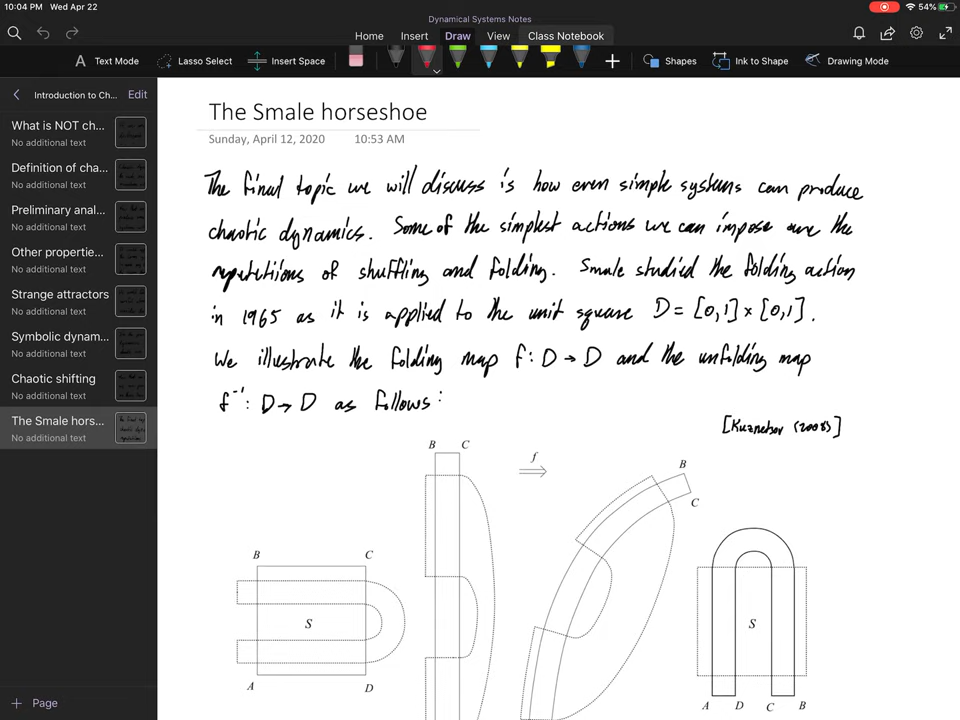 10:04 PM Wed Apr 22
54%
Dynamical Systems Notes
Home Insert Draw View Class Notebook
Text Mode Lasso Select Insert Space Shapes Ink to Shape Drawing Mode
Introduction to Ch... Edit
What is NOT ch...
No additional text
Definition of cha...
No additional text
Preliminary anal...
No additional text
Other propertie...
No additional text
Strange attractors
No additional text
Symbolic dynam...
No additional text
Chaotic shifting
No additional text
The Smale hors...
No additional text
+ Page
The Smale horseshoe
Sunday, April 12, 2020 10:53 AM
The final topic we will discuss is how even simple systems can produce
chaotic dynamics. Some of the simplest actions we can impose are the
repetitions of shuffling and folding. Smale studied the folding action
in 1965 as it is applied to the unit square D = [0,1] × [0,1].
We illustrate the folding map f: D → D and the unfolding map
f⁻¹: D → D as follows:
[Kuznetsov (2008)]
B C
f
B
C
B C
S
A D
S
A D C B